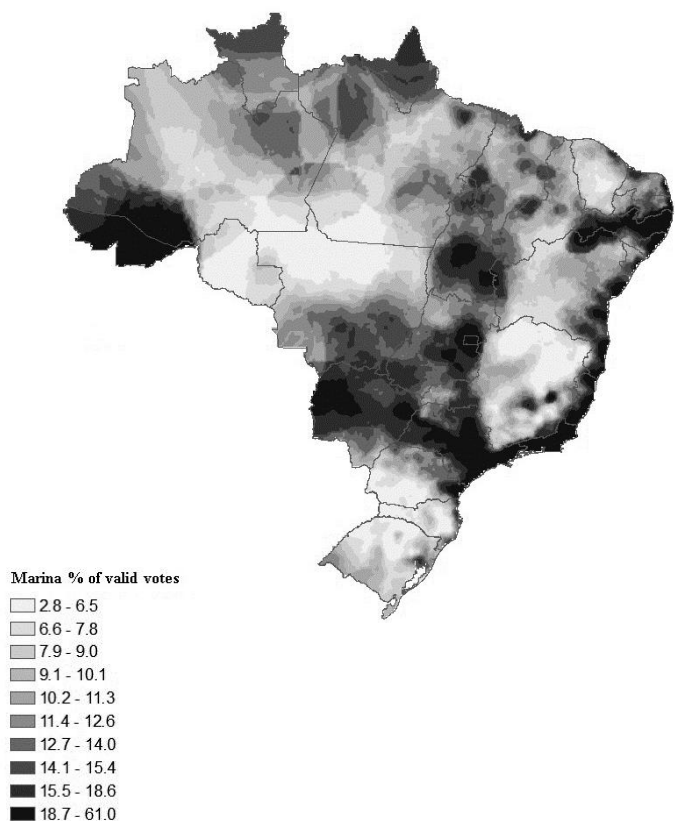 Marina % of valid votes
2.8 - 6.5
6.6 - 7.8
7.9 - 9.0
9.1 - 10.1
10.2 - 11.3
11.4 - 12.6
12.7 - 14.0
14.1 - 15.4
15.5 - 18.6
18.7 - 61.0